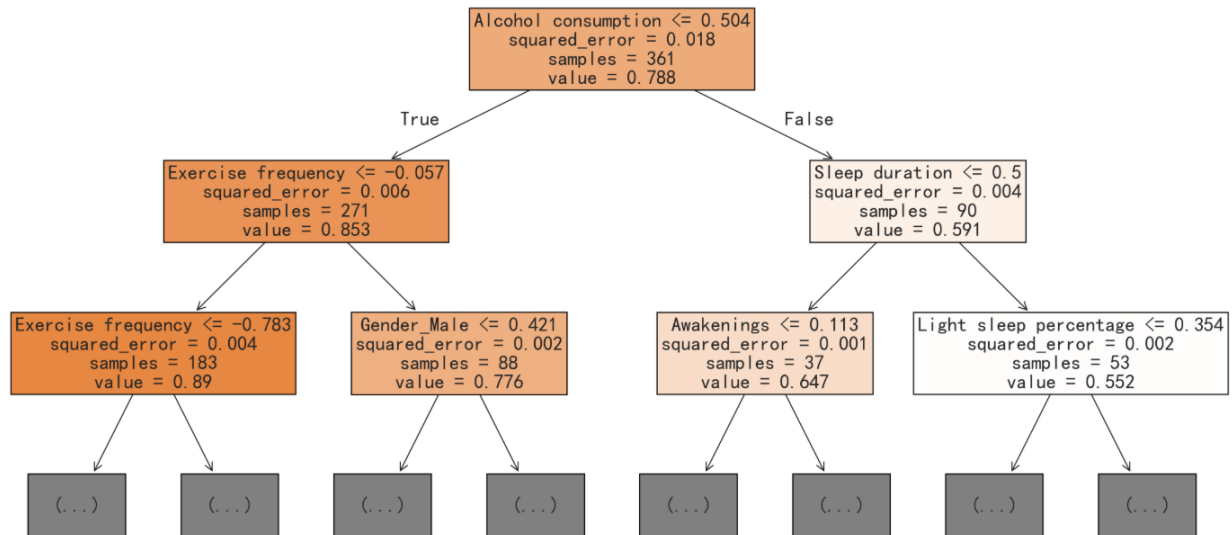 Alcohol consumption <= 0.504
squared_error = 0.018
samples = 361
value = 0.788
True
False
Exercise frequency <= -0.057
squared_error = 0.006
samples = 271
value = 0.853
Sleep duration <= 0.5
squared_error = 0.004
samples = 90
value = 0.591
Exercise frequency <= -0.783
squared_error = 0.004
samples = 183
value = 0.89
Gender_Male <= 0.421
squared_error = 0.002
samples = 88
value = 0.776
Awakenings <= 0.113
squared_error = 0.001
samples = 37
value = 0.647
Light sleep percentage <= 0.354
squared_error = 0.002
samples = 53
value = 0.552
(...)
(...)
(...)
(...)
(...)
(...)
(...)
(...)